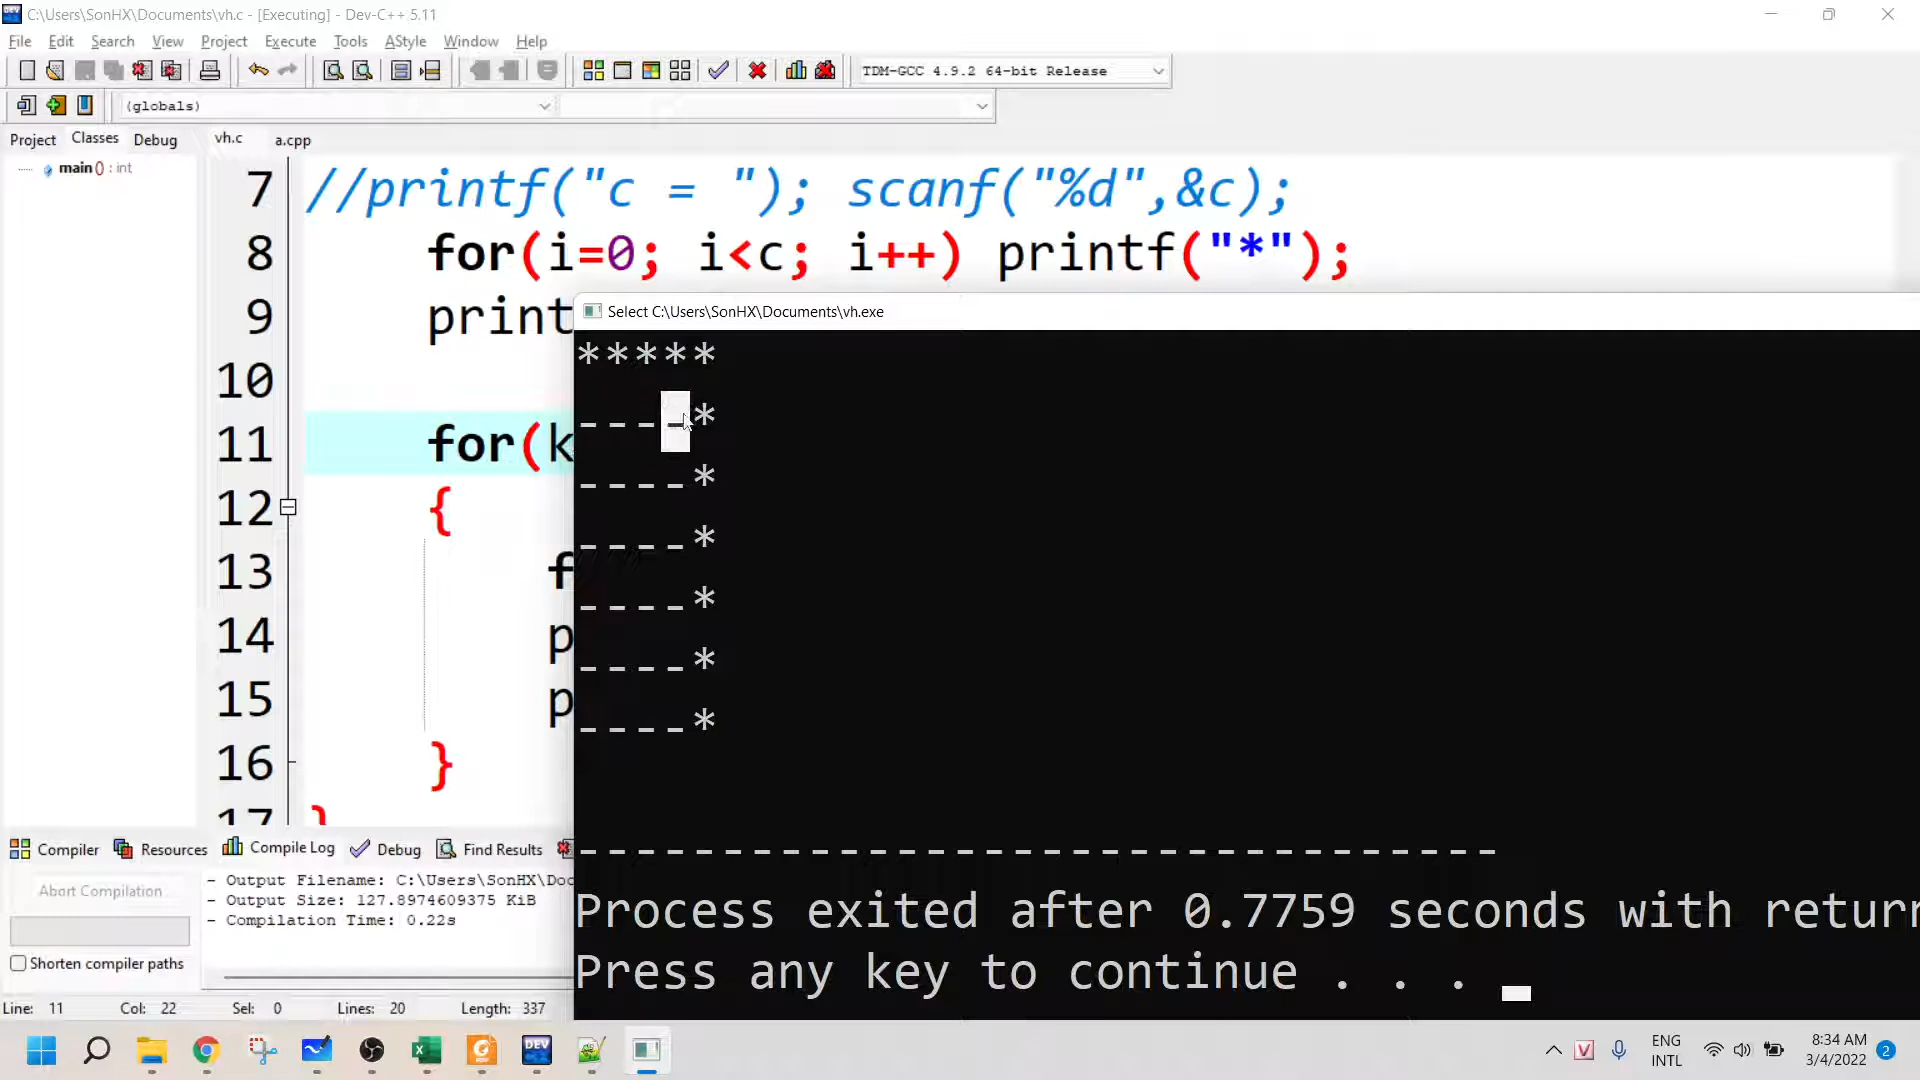 C:\Users\SonHX\Documents\vh.c - [Executing] - Dev-C++ 5.11
File Edit Search View Project Execute Tools AStyle Window Help
TDM-GCC 4.9.2 64-bit Release
(globals)
Project Classes Debug vh.c a.cpp
main () : int
7 //printf("c = "); scanf("%d",&c);
8 for(i=0; i<c; i++) printf("*");
9 print
Select C:\Users\SonHX\Documents\vh.exe
*****
10
----*
11 for(k
----*
12 {
----*
13 f
----*
14 p
----*
15 p
----*
16 }
17 }
Compiler Resources Compile Log Debug Find Results
--------------------------------
Abort Compilation
- Output Filename: C:\Users\SonHX\Doc
- Output Size: 127.8974609375 KiB
- Compilation Time: 0.22s
Process exited after 0.7759 seconds with return
Shorten compiler paths
Press any key to continue . . .
Line: 11 Col: 22 Sel: 0 Lines: 20 Length: 337
DEV
ENG
INTL
8:34 AM
3/4/2022
2